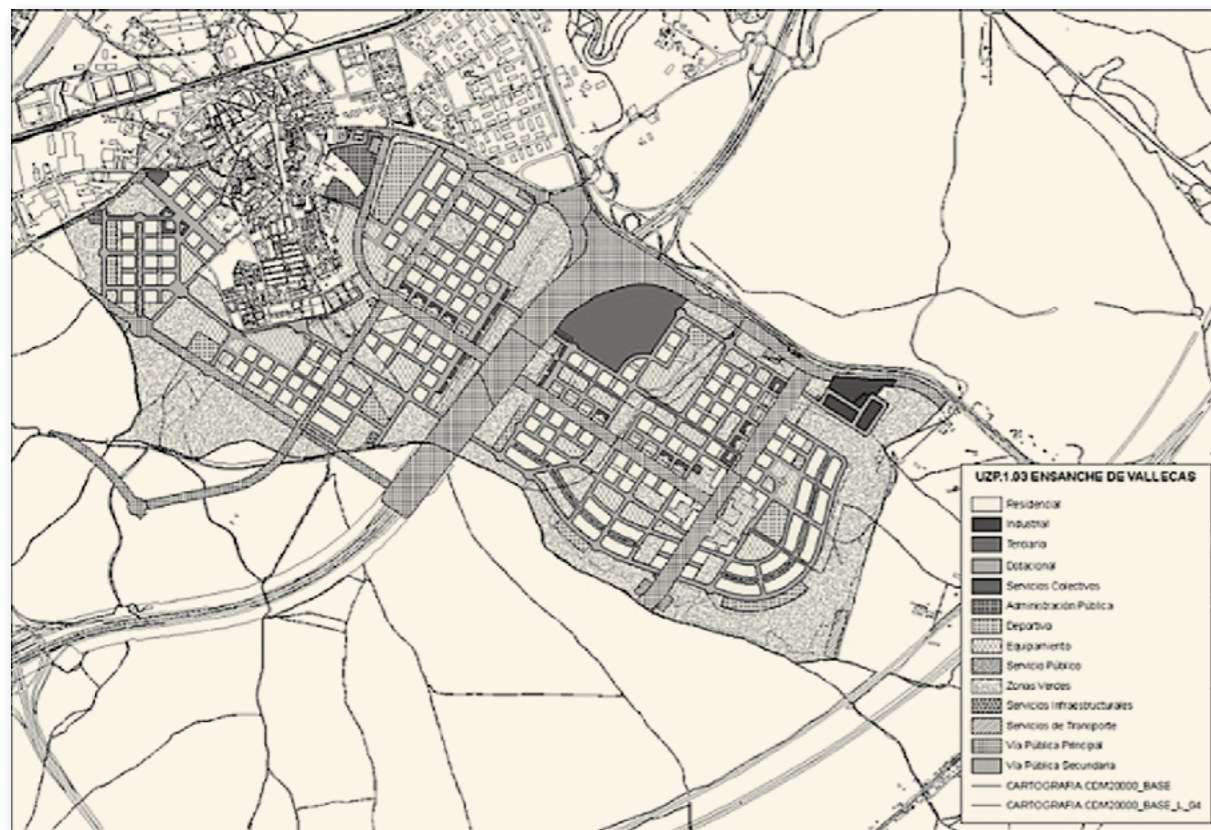 UZP.1.03 ENSANCHE DE VALLECAS
Residencial
Industrial
Terciario
Dotacional
Servicios Colectivos
Administración Pública
Deportivo
Equipamiento
Servicio Público
Zonas Verdes
Servicios Infraestructurales
Servicios de Transporte
Vía Pública Principal
Vía Pública Secundaria
CARTOGRAFIA CDM20000_BASE
CARTOGRAFIA CDM20000_BASE_L_04